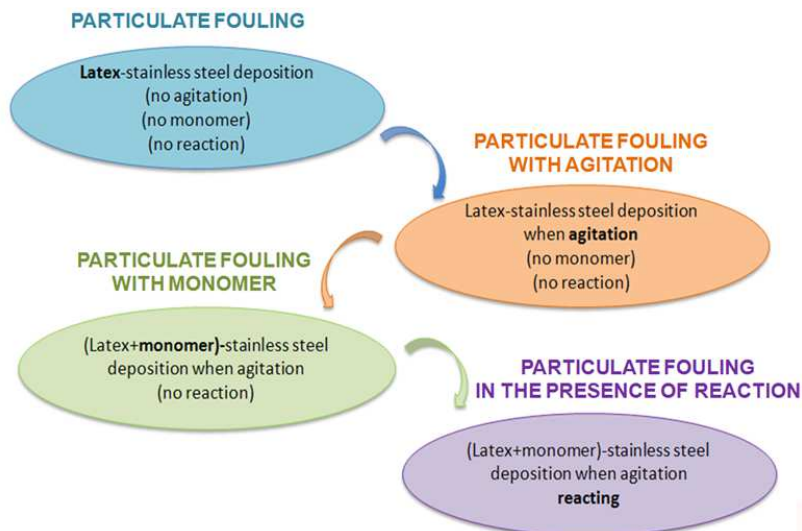 PARTICULATE FOULING
Latex-stainless steel deposition
(no agitation)
(no monomer)
(no reaction)
PARTICULATE FOULING
WITH AGITATION
Latex-stainless steel deposition
when agitation
(no monomer)
(no reaction)
PARTICULATE FOULING
WITH MONOMER
(Latex+monomer)-stainless steel
deposition when agitation
(no reaction)
PARTICULATE FOULING
IN THE PRESENCE OF REACTION
(Latex+monomer)-stainless steel
deposition when agitation
reacting